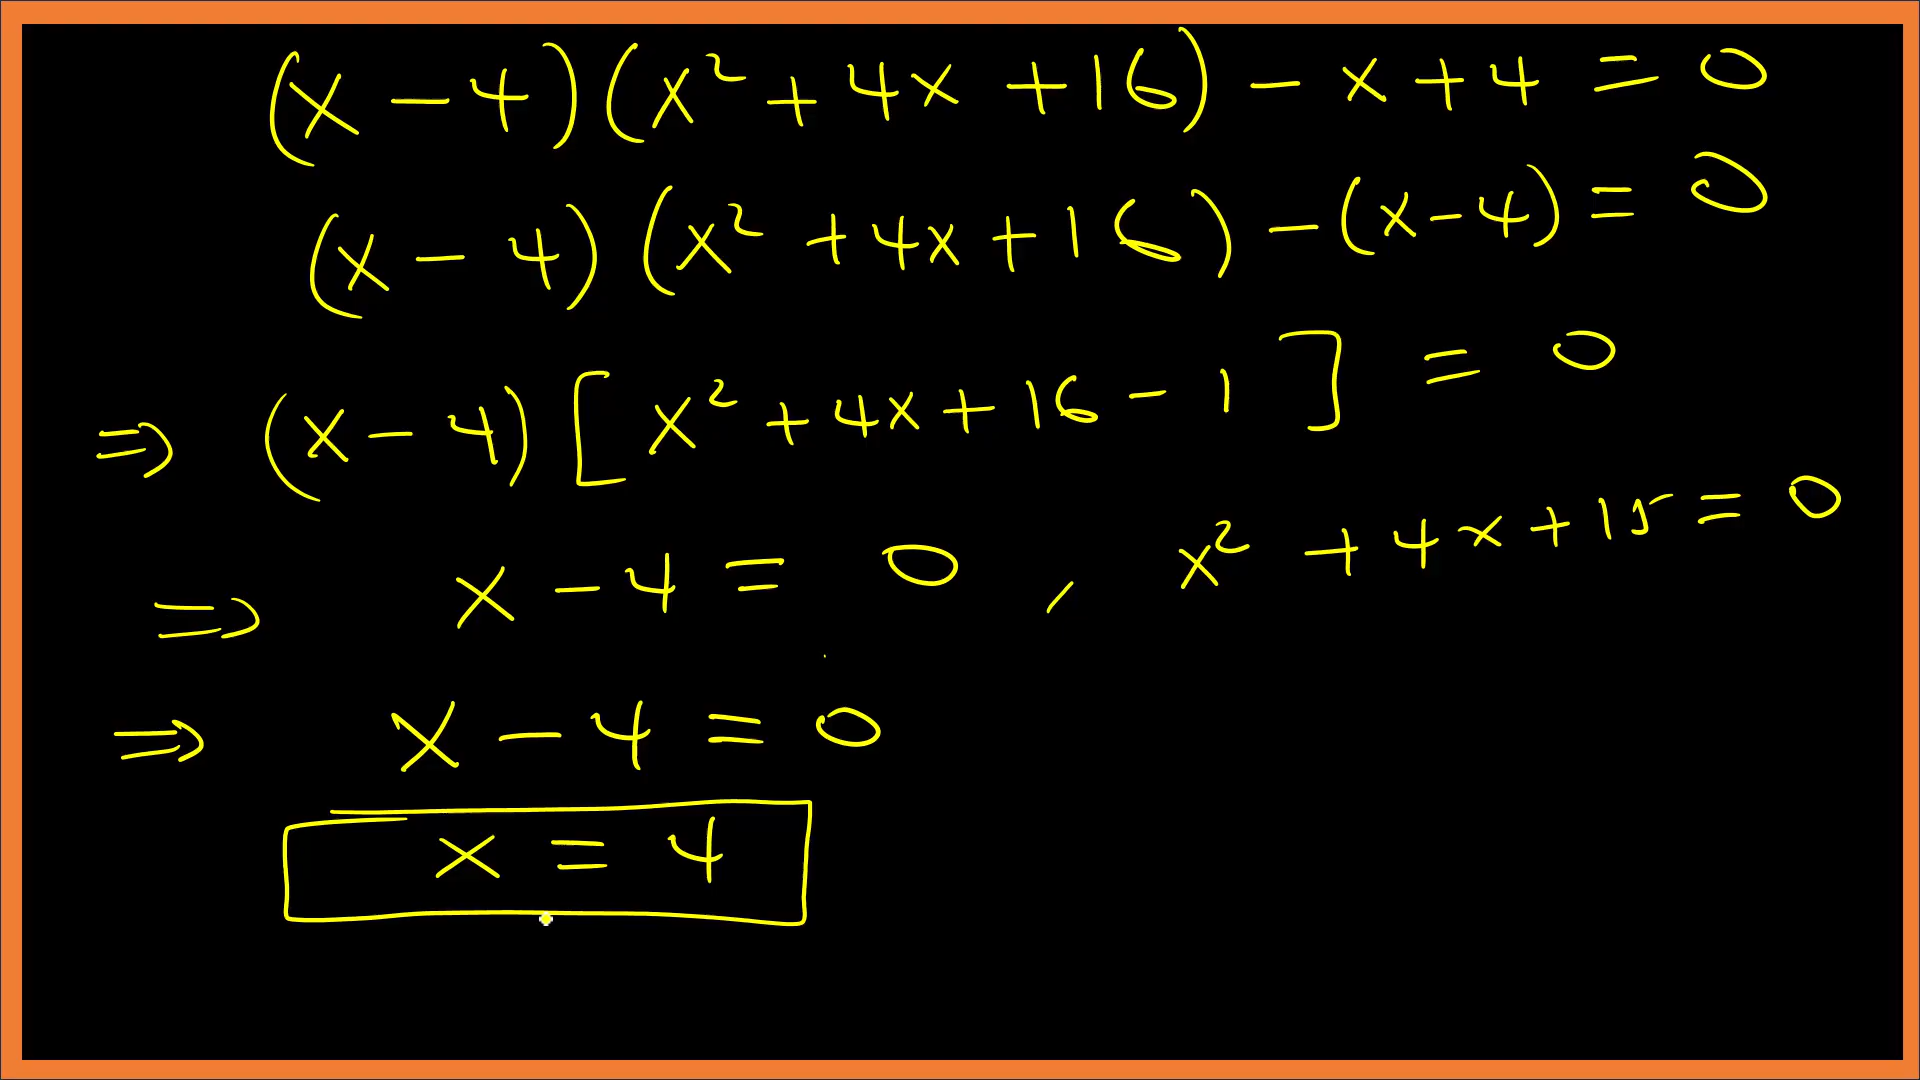 (x - 4)(x² + 4x + 16) - x + 4 = 0
(x - 4)(x² + 4x + 16) - (x - 4) = 0
⇒ (x - 4)[x² + 4x + 16 - 1] = 0
⇒ x - 4 = 0 , x² + 4x + 15 = 0
⇒ x - 4 = 0
x = 4